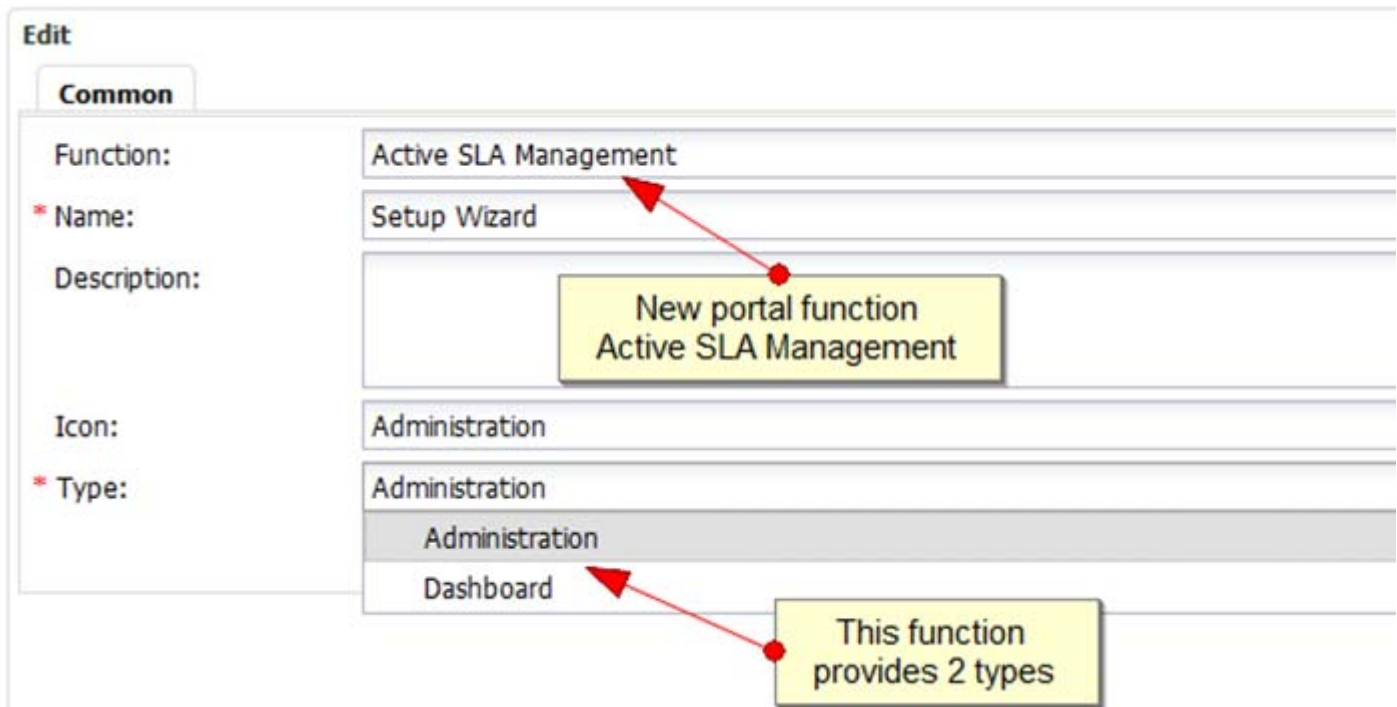 Edit
Common
Function: Active SLA Management
* Name: Setup Wizard
Description:
New portal function
Active SLA Management
Icon: Administration
* Type: Administration
Administration
Dashboard
This function
provides 2 types